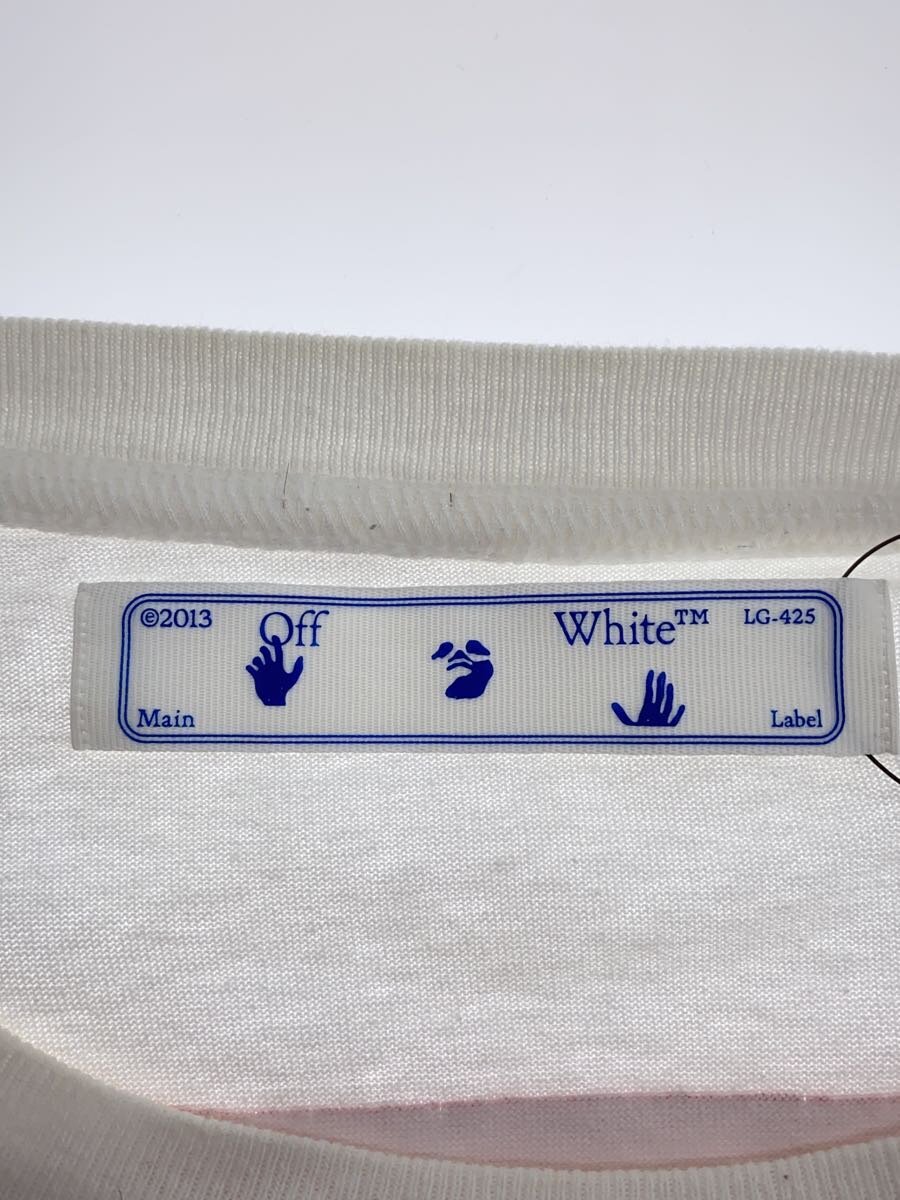 ©2013 Off White™ LG-425
Main Label